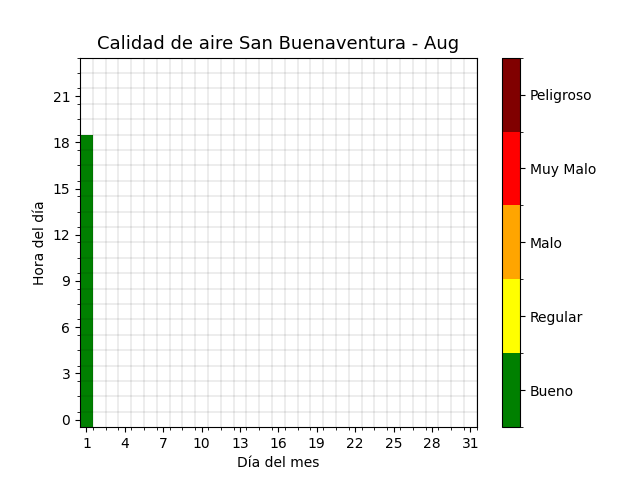 Calidad de aire San Buenaventura - Aug
Hora del día
21
18
15
12
9
6
3
0
1 4 7 10 13 16 19 22 25 28 31
Día del mes
Peligroso
Muy Malo
Malo
Regular
Bueno